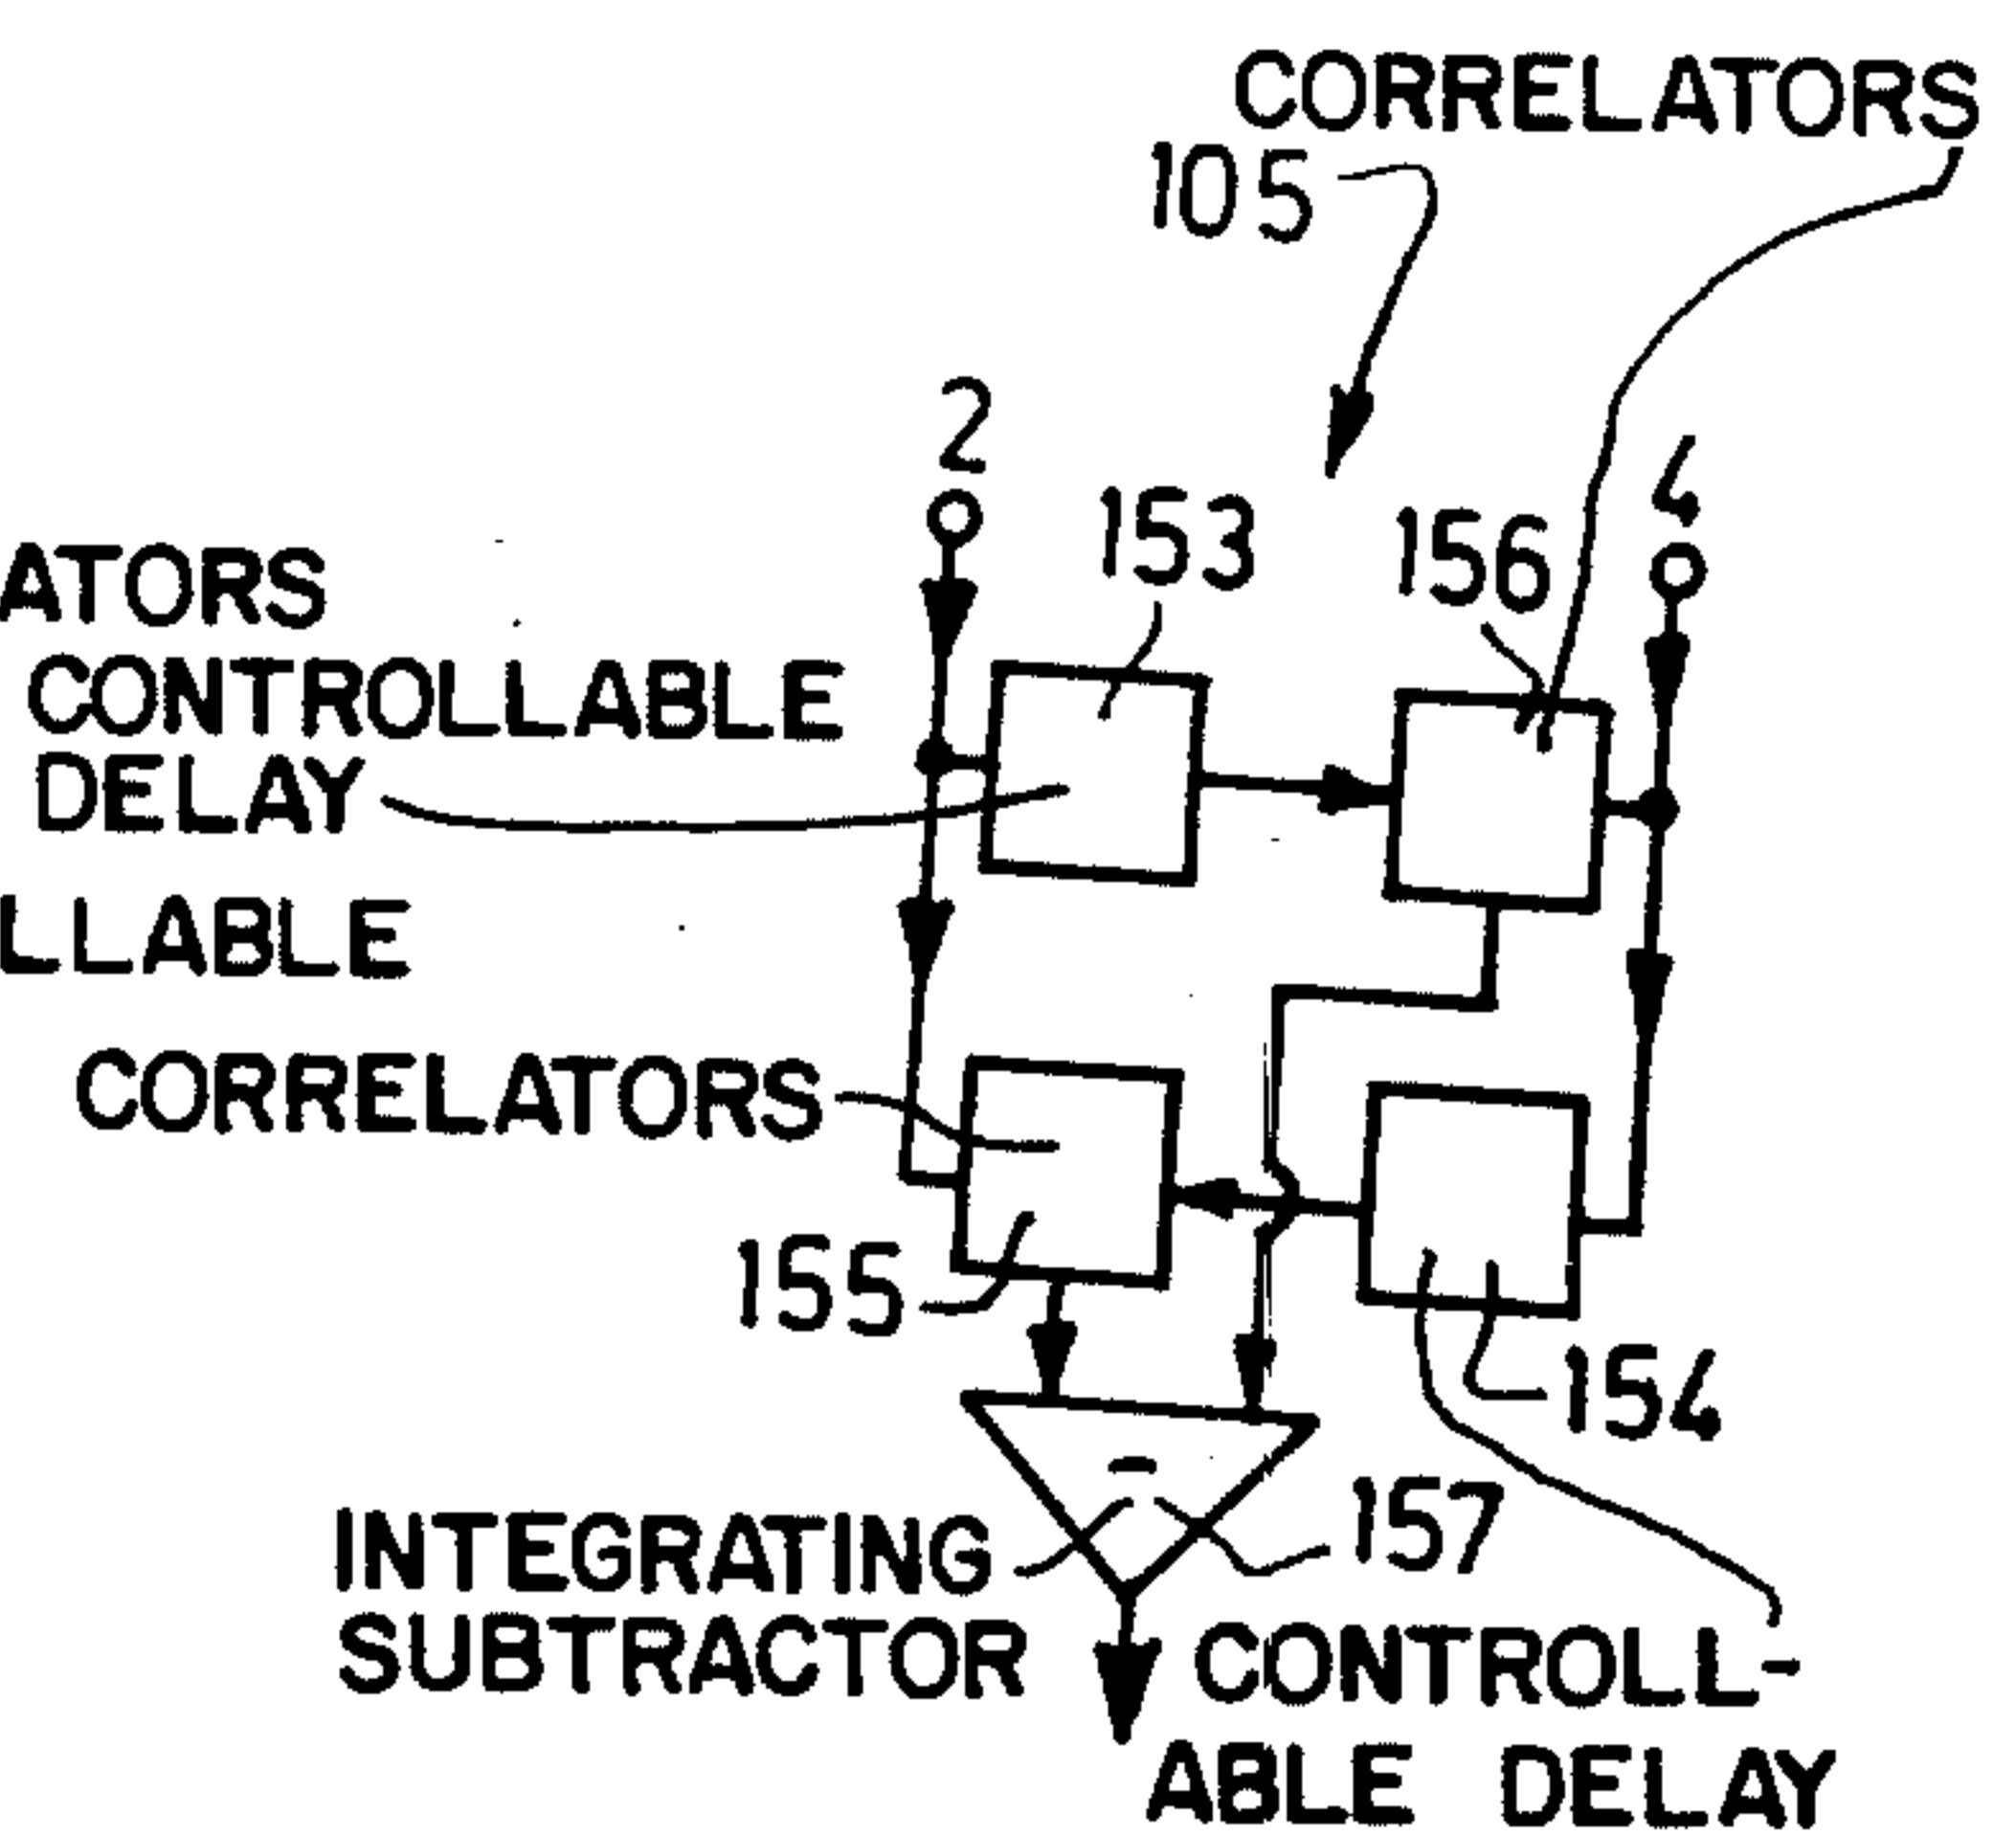 CORRELATORS
105
2
4
153
156
ATORS
CONTROLLABLE
DELAY
LLABLE
CORRELATORS
155
154
157
INTEGRATING
SUBTRACTOR
-
CONTROLL-
ABLE DELAY